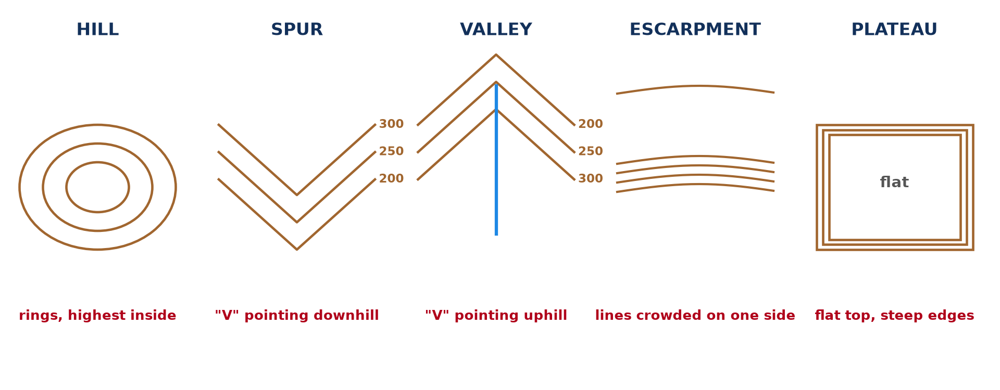 HILL
SPUR
VALLEY
ESCARPMENT
PLATEAU
300
250
200
200
250
300
flat
rings, highest inside
"V" pointing downhill
"V" pointing uphill
lines crowded on one side
flat top, steep edges